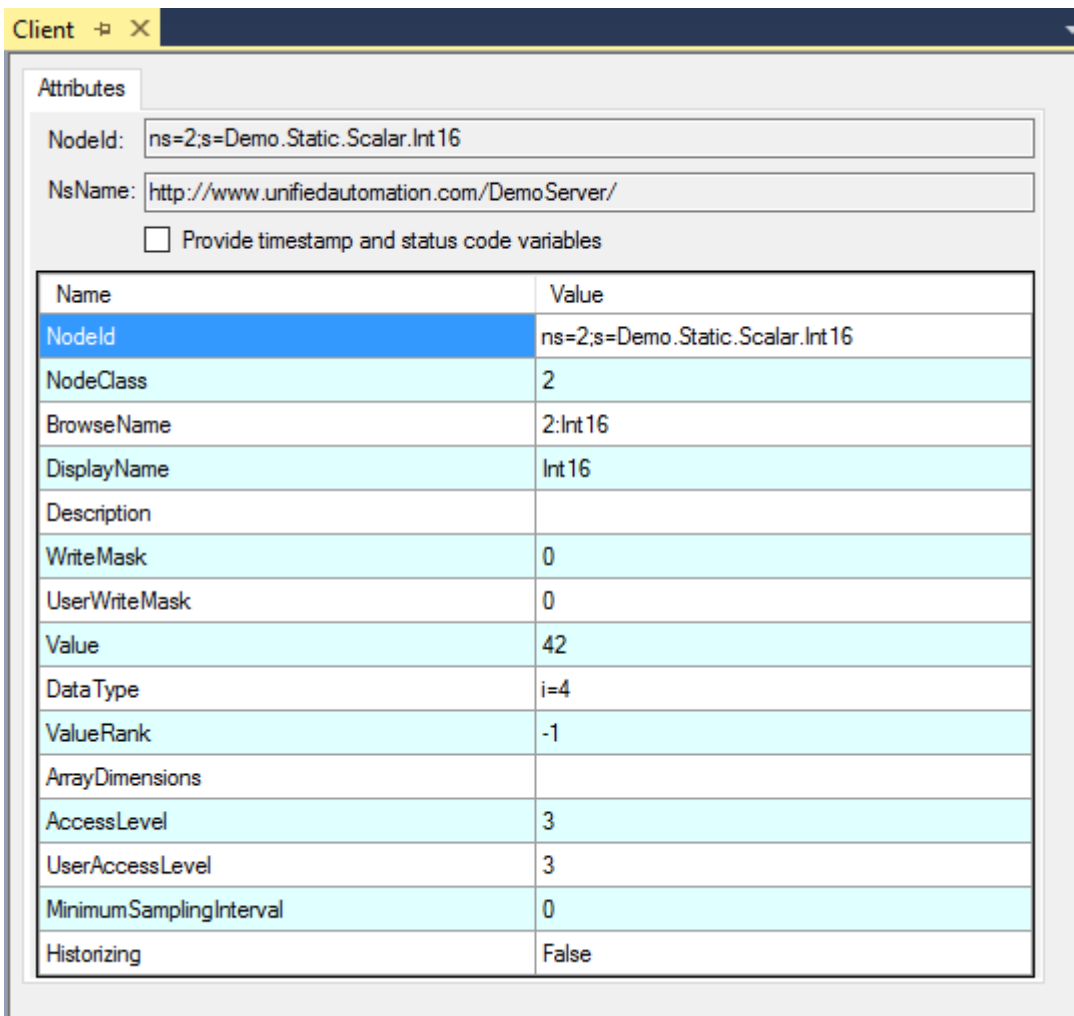 Client
Attributes
NodeId: ns=2;s=Demo.Static.Scalar.Int16
NsName: http://www.unifiedautomation.com/DemoServer/
Provide timestamp and status code variables
Name Value
NodeId ns=2;s=Demo.Static.Scalar.Int16
NodeClass 2
BrowseName 2:Int16
DisplayName Int16
Description
WriteMask 0
UserWriteMask 0
Value 42
DataType i=4
ValueRank -1
ArrayDimensions
AccessLevel 3
UserAccessLevel 3
MinimumSamplingInterval 0
Historizing False